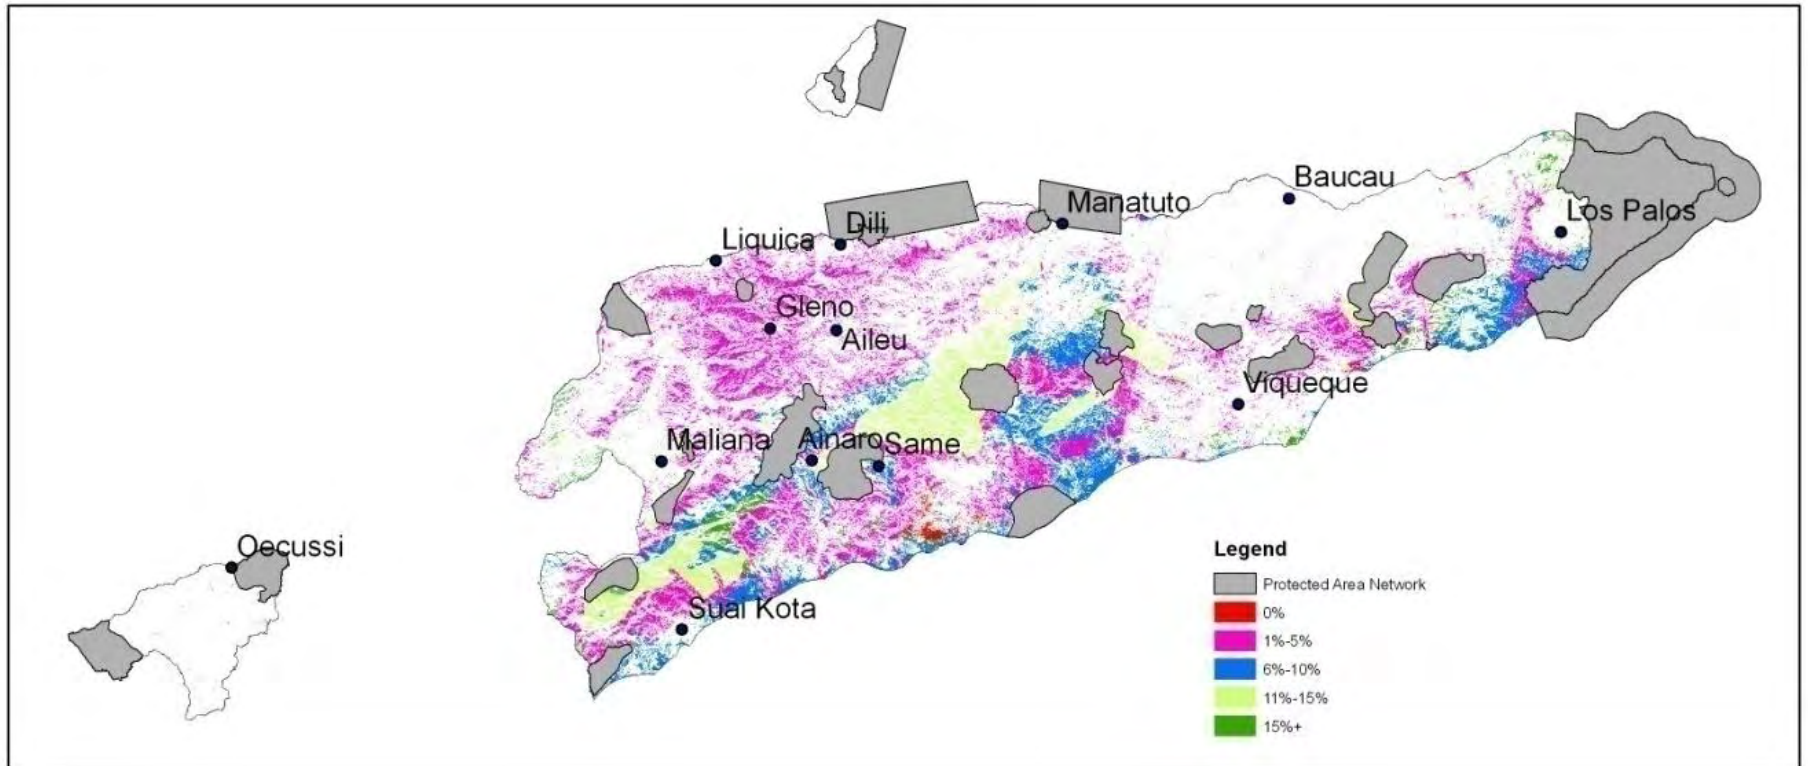 Baucau
Manatuto
Los Palos
Dili
Liquica
Gleno
Aileu
Viqueque
Maliana
Ainaro
Same
Oecussi
Suai Kota
Legend
Protected Area Network
0%
1%-5%
6%-10%
11%-15%
15%+